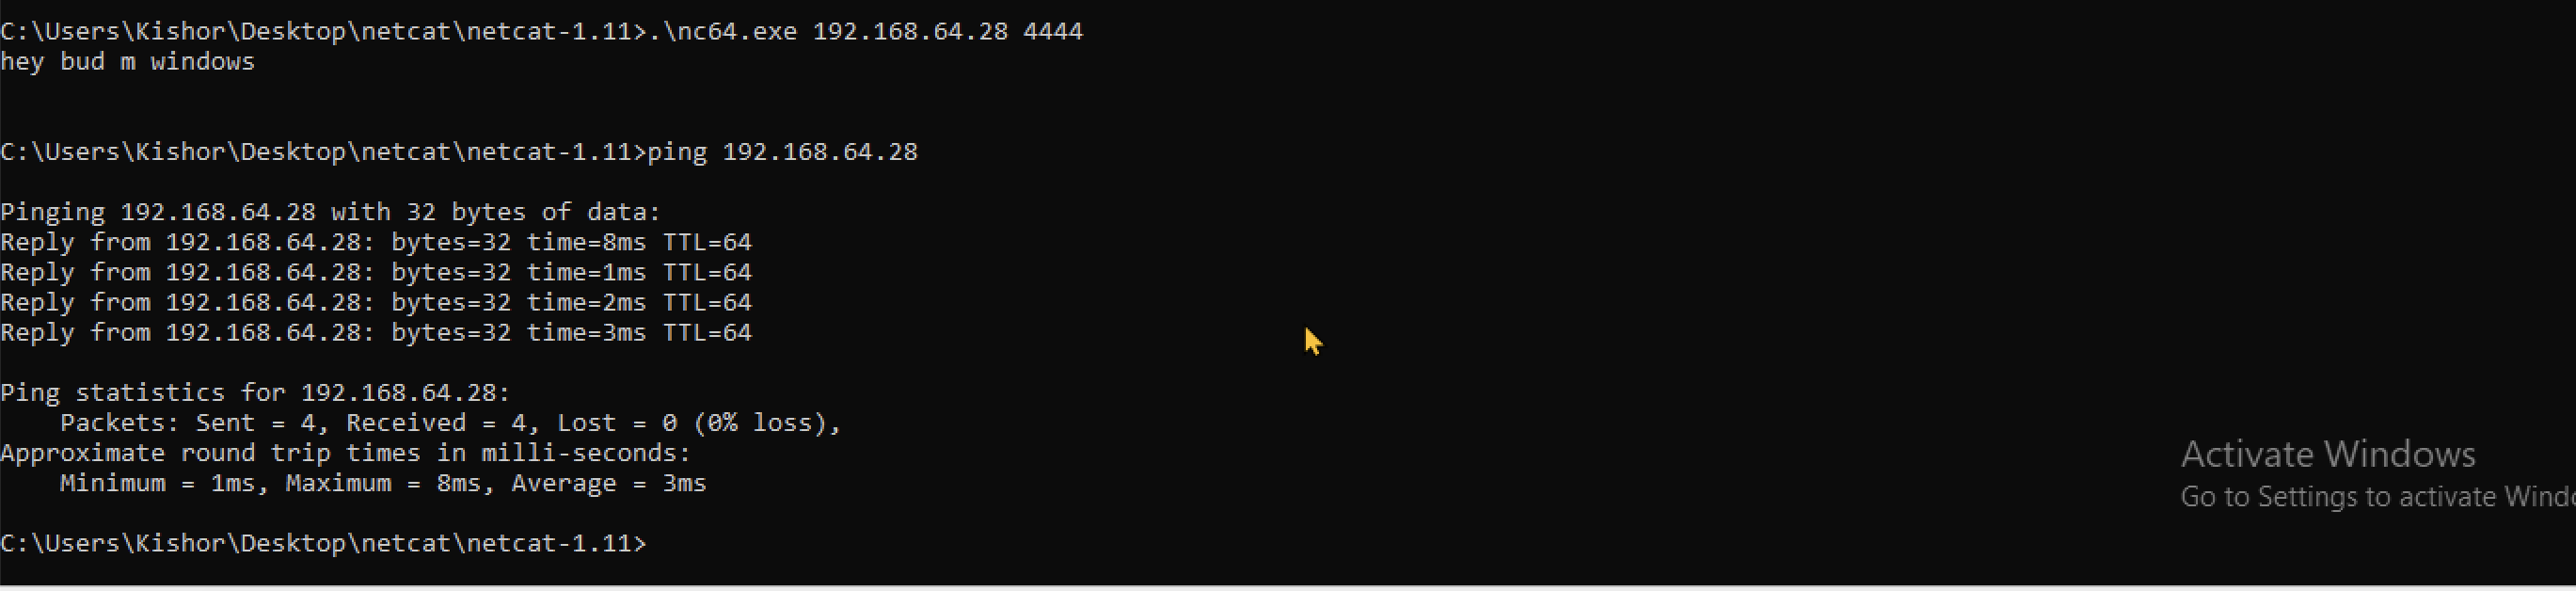 C:\Users\Kishor\Desktop\netcat\netcat-1.11>.\nc64.exe 192.168.64.28 4444
hey bud m windows
C:\Users\Kishor\Desktop\netcat\netcat-1.11>ping 192.168.64.28
Pinging 192.168.64.28 with 32 bytes of data:
Reply from 192.168.64.28: bytes=32 time=8ms TTL=64
Reply from 192.168.64.28: bytes=32 time=1ms TTL=64
Reply from 192.168.64.28: bytes=32 time=2ms TTL=64
Reply from 192.168.64.28: bytes=32 time=3ms TTL=64
Ping statistics for 192.168.64.28:
    Packets: Sent = 4, Received = 4, Lost = 0 (0% loss),
Approximate round trip times in milli-seconds:
    Minimum = 1ms, Maximum = 8ms, Average = 3ms
C:\Users\Kishor\Desktop\netcat\netcat-1.11>
Activate Windows
Go to Settings to activate